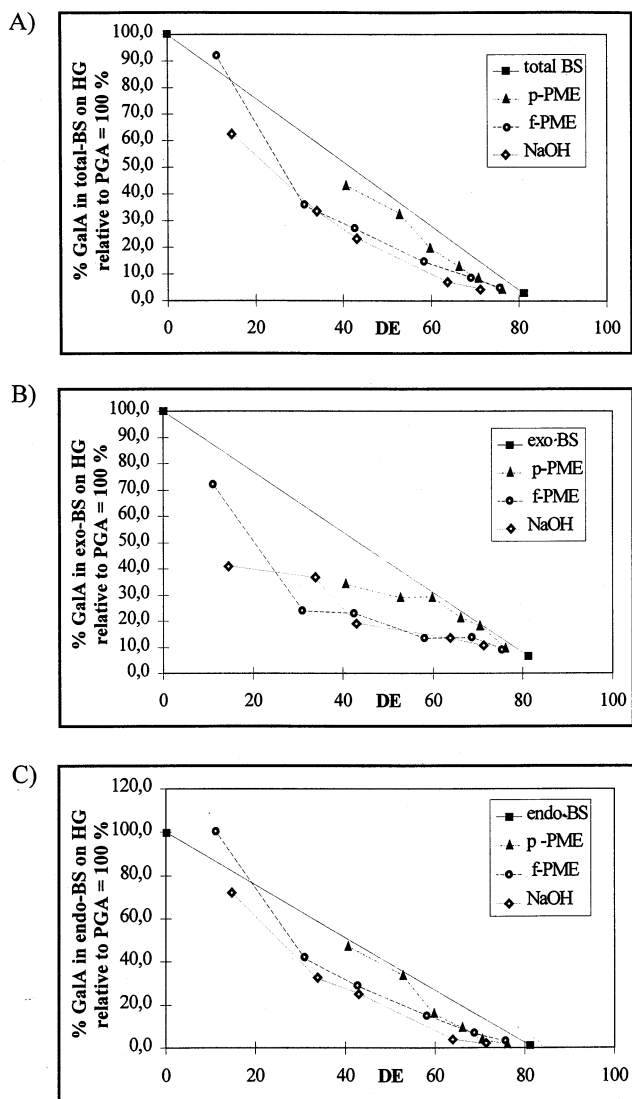 A)
% GalA in total-BS on HG
relative to PGA = 100 %
100,0
90,0
80,0
70,0
60,0
50,0
40,0
30,0
20,0
10,0
0,0
0
20
40
DE
60
80
100
total BS
p-PME
f-PME
NaOH
B)
% GalA in exo-BS on HG
relative to PGA = 100 %
100,0
90,0
80,0
70,0
60,0
50,0
40,0
30,0
20,0
10,0
0,0
0
20
40
DE
60
80
100
exo-BS
p-PME
f-PME
NaOH
C)
% GalA in endo-BS on HG
relative to PGA = 100 %
120,0
100,0
80,0
60,0
40,0
20,0
0,0
0
20
40
DE
60
80
100
endo-BS
p -PME
f-PME
NaOH